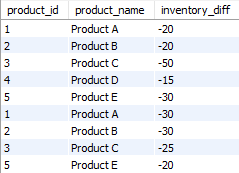 product_id product_name inventory_diff
1 Product A -20
2 Product B -20
3 Product C -50
4 Product D -15
5 Product E -30
1 Product A -30
2 Product B -30
3 Product C -25
5 Product E -20